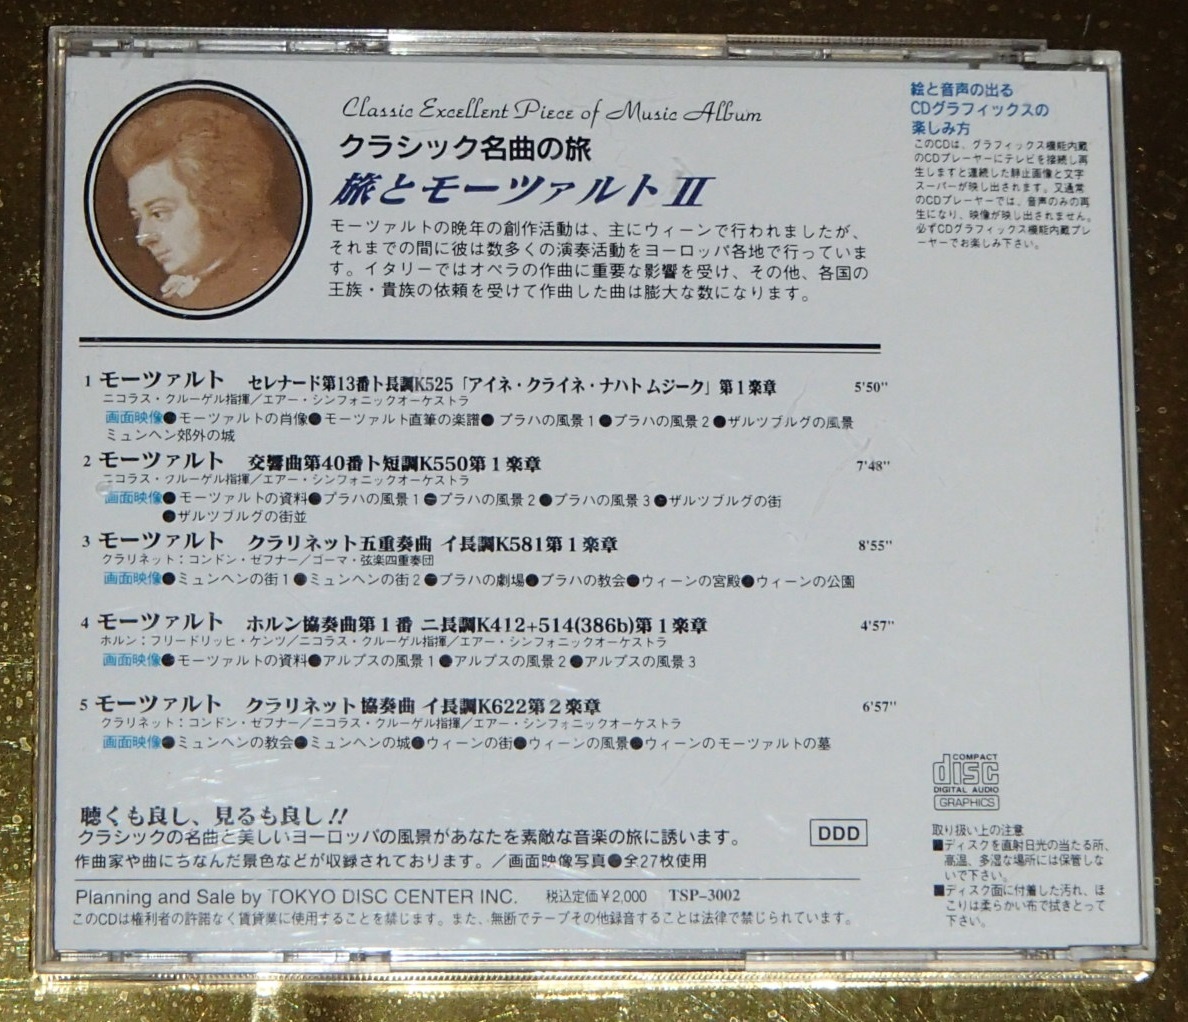 Classic Excellent Piece of Music Album
クラシック名曲の旅
旅とモーツァルトⅡ
モーツァルトの晩年の創作活動は、主にウィーンで行われましたが、
それまでの間に彼は数多くの演奏活動をヨーロッパ各地で行っていま
す。イタリーではオペラの作曲に重要な影響を受け、その他、各国の
王族・貴族の依頼を受けて作曲した曲は膨大な数になります。
絵と音声の出る
CDグラフィックスの
楽しみ方
このCDは、グラフィックス機能内蔵
のCDプレーヤーにテレビを接続し再
生しますと連続した静止画像と文字
スーパーが映し出されます。又通常
のCDプレーヤーでは、音声のみの再
生になり、映像が映し出されません。
必ずCDグラフィックス機能内蔵プレ
ーヤーでお楽しみ下さい。
1 モーツァルト セレナード第13番ト長調K525「アイネ・クライネ・ナハト ムジーク」第1楽章 5'50"
ニコラス・クルーゲル指揮／エアー・シンフォニックオーケストラ
画面映像●モーツァルトの肖像●モーツァルト直筆の楽譜● プラハの風景1●プラハの風景2●ザルツブルグの風景
ミュンヘン郊外の城
2 モーツァルト 交響曲第40番ト短調K550第1楽章 7'48"
ニコラス・クルーゲル指揮／エアー・シンフォニックオーケストラ
画面映像●モーツァルトの資料●プラハの風景1●プラハの風景2●プラハの風景3●ザルツブルグの街
●ザルツブルグの街並
3 モーツァルト クラリネット五重奏曲 イ長調K581第1楽章 8'55"
クラリネット：コンドン・ゼフナー／ゴーマ・弦楽四重奏団
画面映像●ミュンヘンの街1●ミュンヘンの街2●プラハの劇場●プラハの教会●ウィーンの宮殿●ウィーンの公園
4 モーツァルト ホルン協奏曲第1番 ニ長調K412+514(386b)第1楽章 4'57"
ホルン：フリードリッヒ・ケンツ／ニコラス・クルーゲル指揮／エアー・シンフォニックオーケストラ
画面映像●モーツァルトの資料●アルプスの風景1●アルプスの風景2●アルプスの風景3
5 モーツァルト クラリネット協奏曲 イ長調K622第2楽章 6'57"
クラリネット：コンドン・ゼフナー／ニコラス・クルーゲル指揮／エアー・シンフォニックオーケストラ
画面映像●ミュンヘンの教会●ミュンヘンの城●ウィーンの街●ウィーンの風景●ウィーンのモーツァルトの墓
聴くも良し、見るも良し!!
クラシックの名曲と美しいヨーロッパの風景があなたを素敵な音楽の旅に誘います。
作曲家や曲にちなんだ景色などが収録されております。／画面映像写真●全27枚使用
DDD
Planning and Sale by TOKYO DISC CENTER INC. 税込定価￥2,000 TSP-3002
このCDは権利者の許諾なく賃貸業に使用することを禁じます。また、無断でテープその他録音することは法律で禁じられています。
COMPACT
disc
DIGITAL AUDIO
GRAPHICS
取り扱い上の注意
■ディスクを直射日光の当たる所、
高温、多湿な場所には保管しな
いで下さい。
■ディスク面に付着した汚れ、ほ
こりは柔らかい布で拭きとって
下さい。